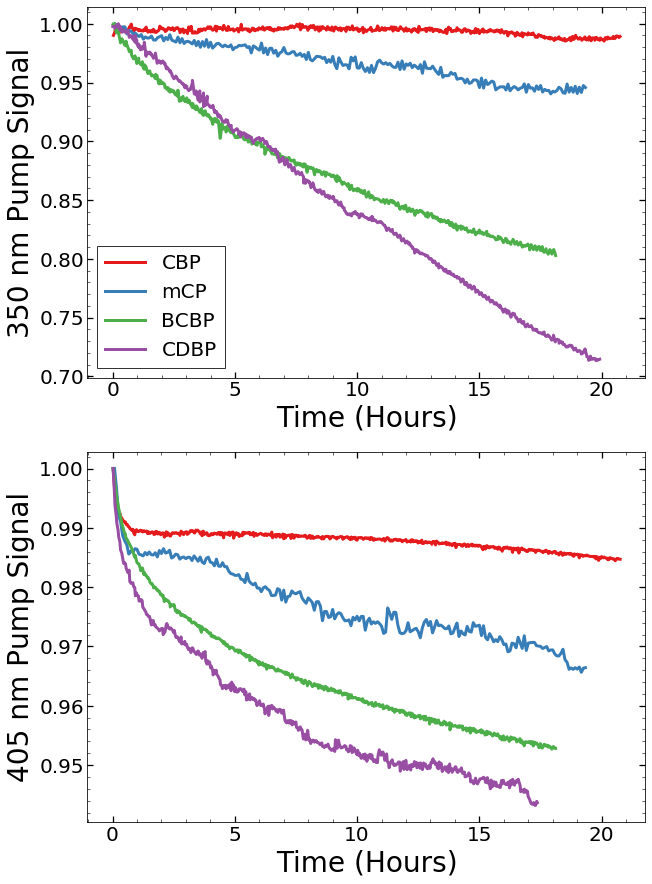 1.00
0.95
0.90
0.85
0.80
0.75
0.70
350 nm Pump Signal
CBP
mCP
BCBP
CDBP
0 5 10 15 20
Time (Hours)
1.00
0.99
0.98
0.97
0.96
0.95
405 nm Pump Signal
0 5 10 15 20
Time (Hours)